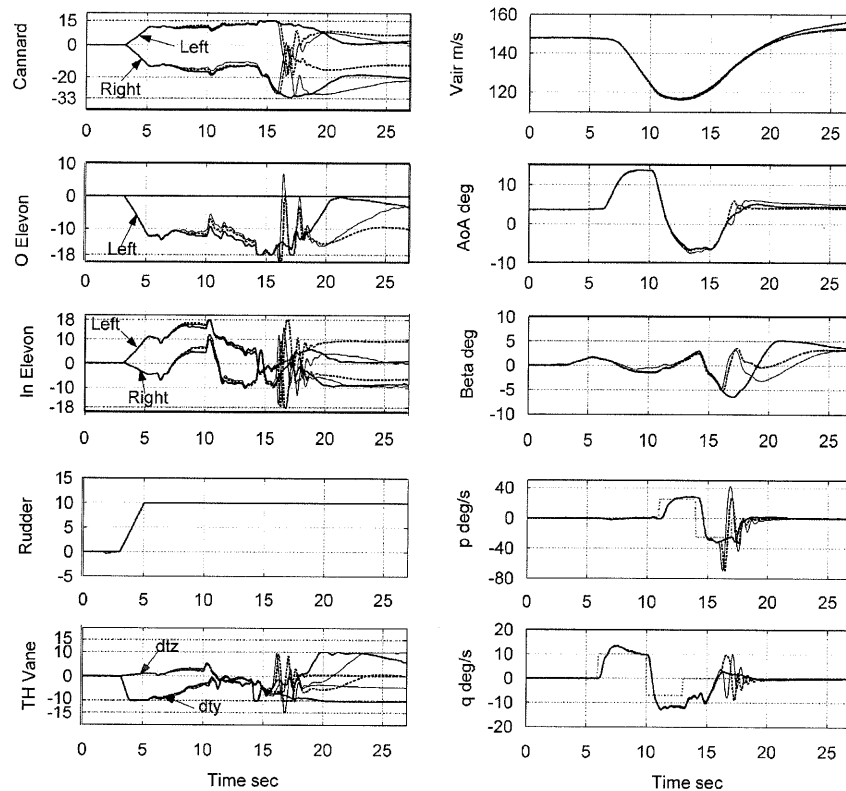 Cannard
15
0
-20
-33
Left
Right
0 5 10 15 20 25
O Elevon
10
0
-10
-18
Left
0 5 10 15 20 25
In Elevon
18
10
0
-10
-18
Left
Right
0 5 10 15 20 25
Rudder
15
10
5
0
-5
0 5 10 15 20 25
TH Vane
15
10
0
-10
-15
dtz
dty
0 5 10 15 20 25
Time sec
Vair m/s
160
140
120
0 5 10 15 20 25
AoA deg
10
0
-10
0 5 10 15 20 25
Beta deg
10
5
0
-5
-10
0 5 10 15 20 25
p deg/s
40
0
-40
-80
0 5 10 15 20 25
q deg/s
20
10
0
-10
-20
0 5 10 15 20 25
Time sec